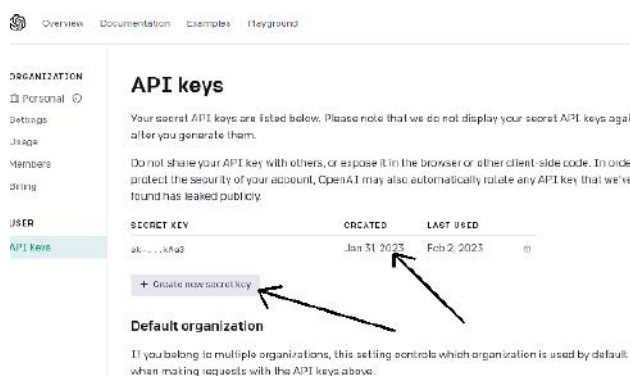 Overview Documentation Examples Playground
ORGANIZATION
Personal
Settings
Usage
Members
Billing
USER
API Keys
API keys
Your secret API keys are listed below. Please note that we do not display your secret API keys agai
after you generate them.
Do not share your API key with others, or expose it in the browser or other client-side code. In orde
protect the security of your account, OpenAI may also automatically rotate any API key that we've
found has leaked publicly.
SECRET KEY CREATED LAST USED
Jan 31, 2023 Feb 2, 2023
+ Create new secret key
Default organization
If you belong to multiple organizations, this setting controls which organization is used by default
when making requests with the API keys above.